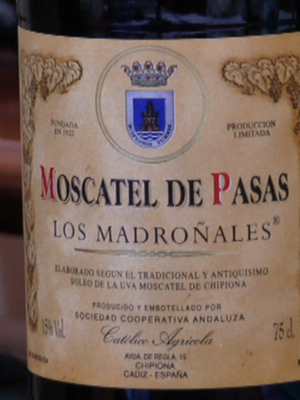 FUNDADA
EN 1922
PRODUCCION
LIMITADA
MOSCATEL DE PASAS
LOS MADROÑALES®
ELABORADO SEGUN EL TRADICIONAL Y ANTIQUISIMO
SOLEO DE LA UVA MOSCATEL DE CHIPIONA
PRODUCIDO Y EMBOTELLADO POR
SOCIEDAD COOPERATIVA ANDALUZA
15% Vol.
Católico Agrícola
75 cl.
AVDA. DE REGLA, 15
CHIPIONA
CADIZ - ESPAÑA